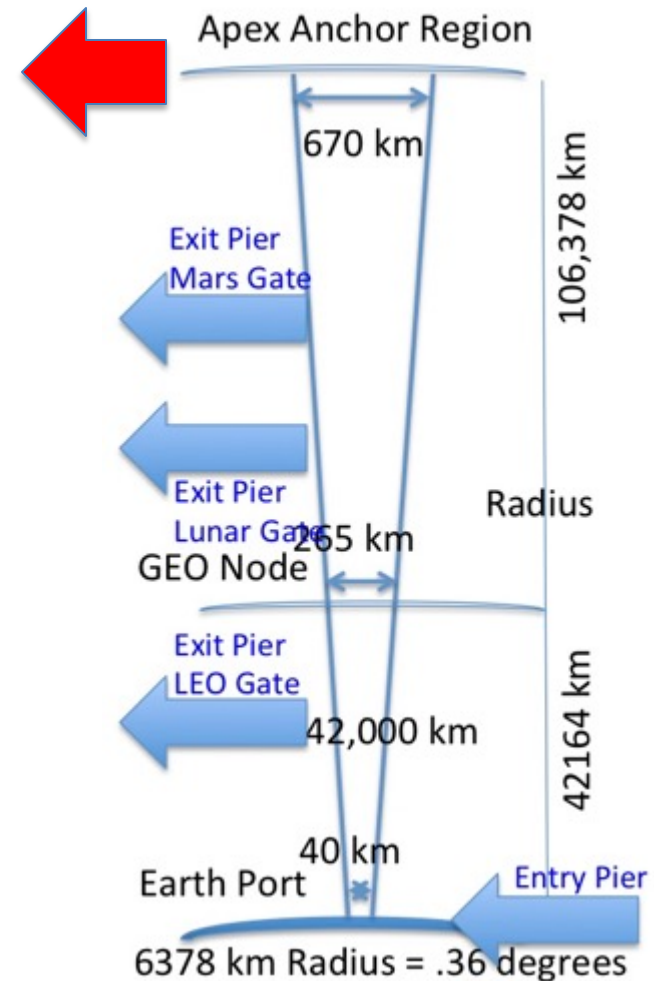 Apex Anchor Region
670 km
106,378 km
Exit Pier
Mars Gate
Exit Pier
Lunar Gate
Radius
265 km
GEO Node
Exit Pier
LEO Gate
42,000 km
42164 km
40 km
Earth Port
Entry Pier
6378 km Radius = .36 degrees